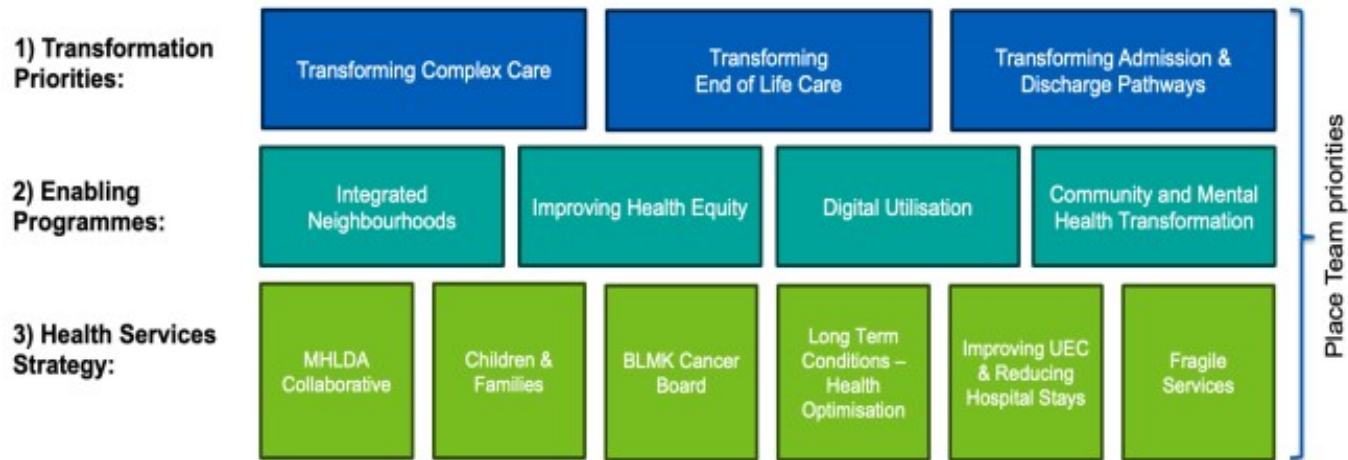 1) Transformation
Priorities:
Transforming Complex Care
Transforming
End of Life Care
Transforming Admission &
Discharge Pathways
2) Enabling
Programmes:
Integrated
Neighbourhoods
Improving Health Equity
Digital Utilisation
Community and Mental
Health Transformation
3) Health Services
Strategy:
MHLDA
Collaborative
Children &
Families
BLMK Cancer
Board
Long Term
Conditions –
Health
Optimisation
Improving UEC
& Reducing
Hospital Stays
Fragile
Services
Place Team priorities